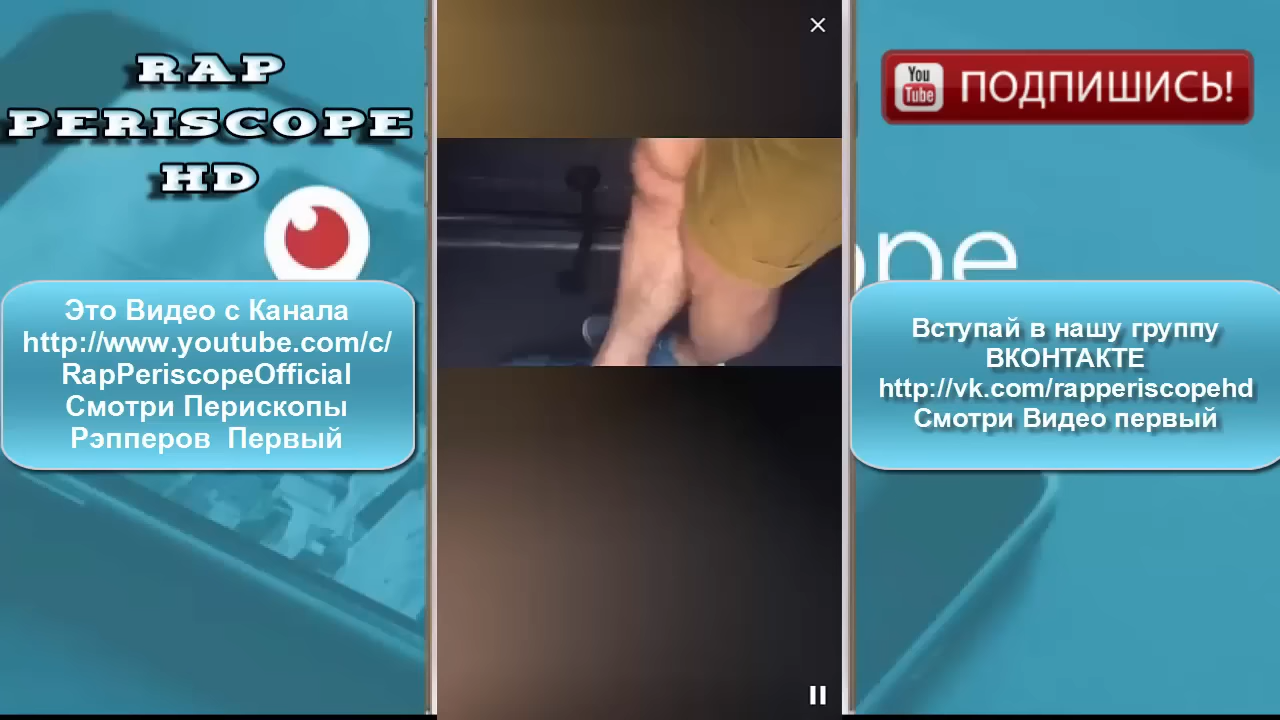 RAP
PERISCOPE
HD
Это Видео с Канала
http://www.youtube.com/c/
RapPeriscopeOfficial
Смотри Перископы
Рэпперов Первый
You
Tube
ПОДПИШИСЬ!
ope
Вступай в нашу группу
ВКОНТАКТЕ
http://vk.com/rapperiscopehd
Смотри Видео первый